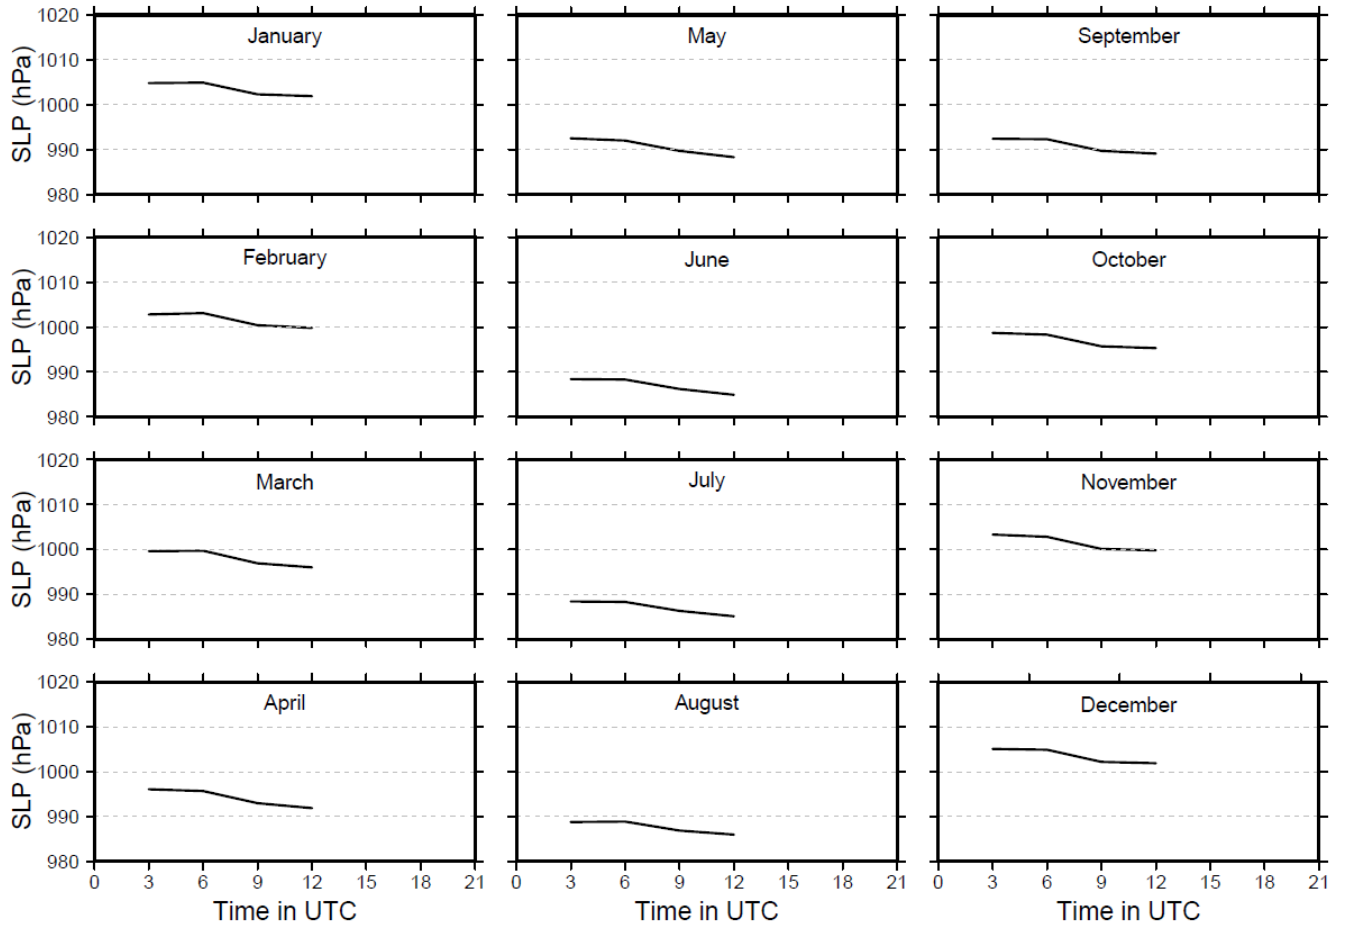 January
1020
1010
1000
990
980
SLP (hPa)
May
September
February
1020
1010
1000
990
980
SLP (hPa)
June
October
March
1020
1010
1000
990
980
SLP (hPa)
July
November
April
1020
1010
1000
990
980
SLP (hPa)
0 3 6 9 12 15 18 21
Time in UTC
August
0 3 6 9 12 15 18 21
Time in UTC
December
0 3 6 9 12 15 18 21
Time in UTC